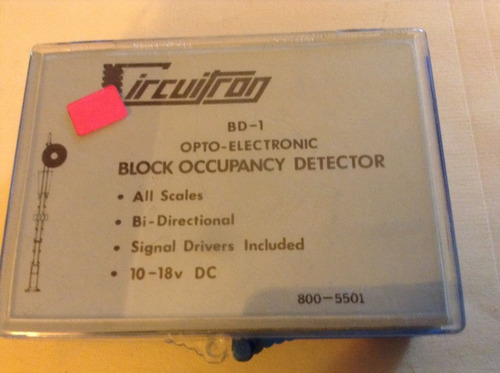 Circuitron
BD-1
OPTO-ELECTRONIC
BLOCK OCCUPANCY DETECTOR
• All Scales
• Bi-Directional
• Signal Drivers Included
• 10-18v DC
800-5501